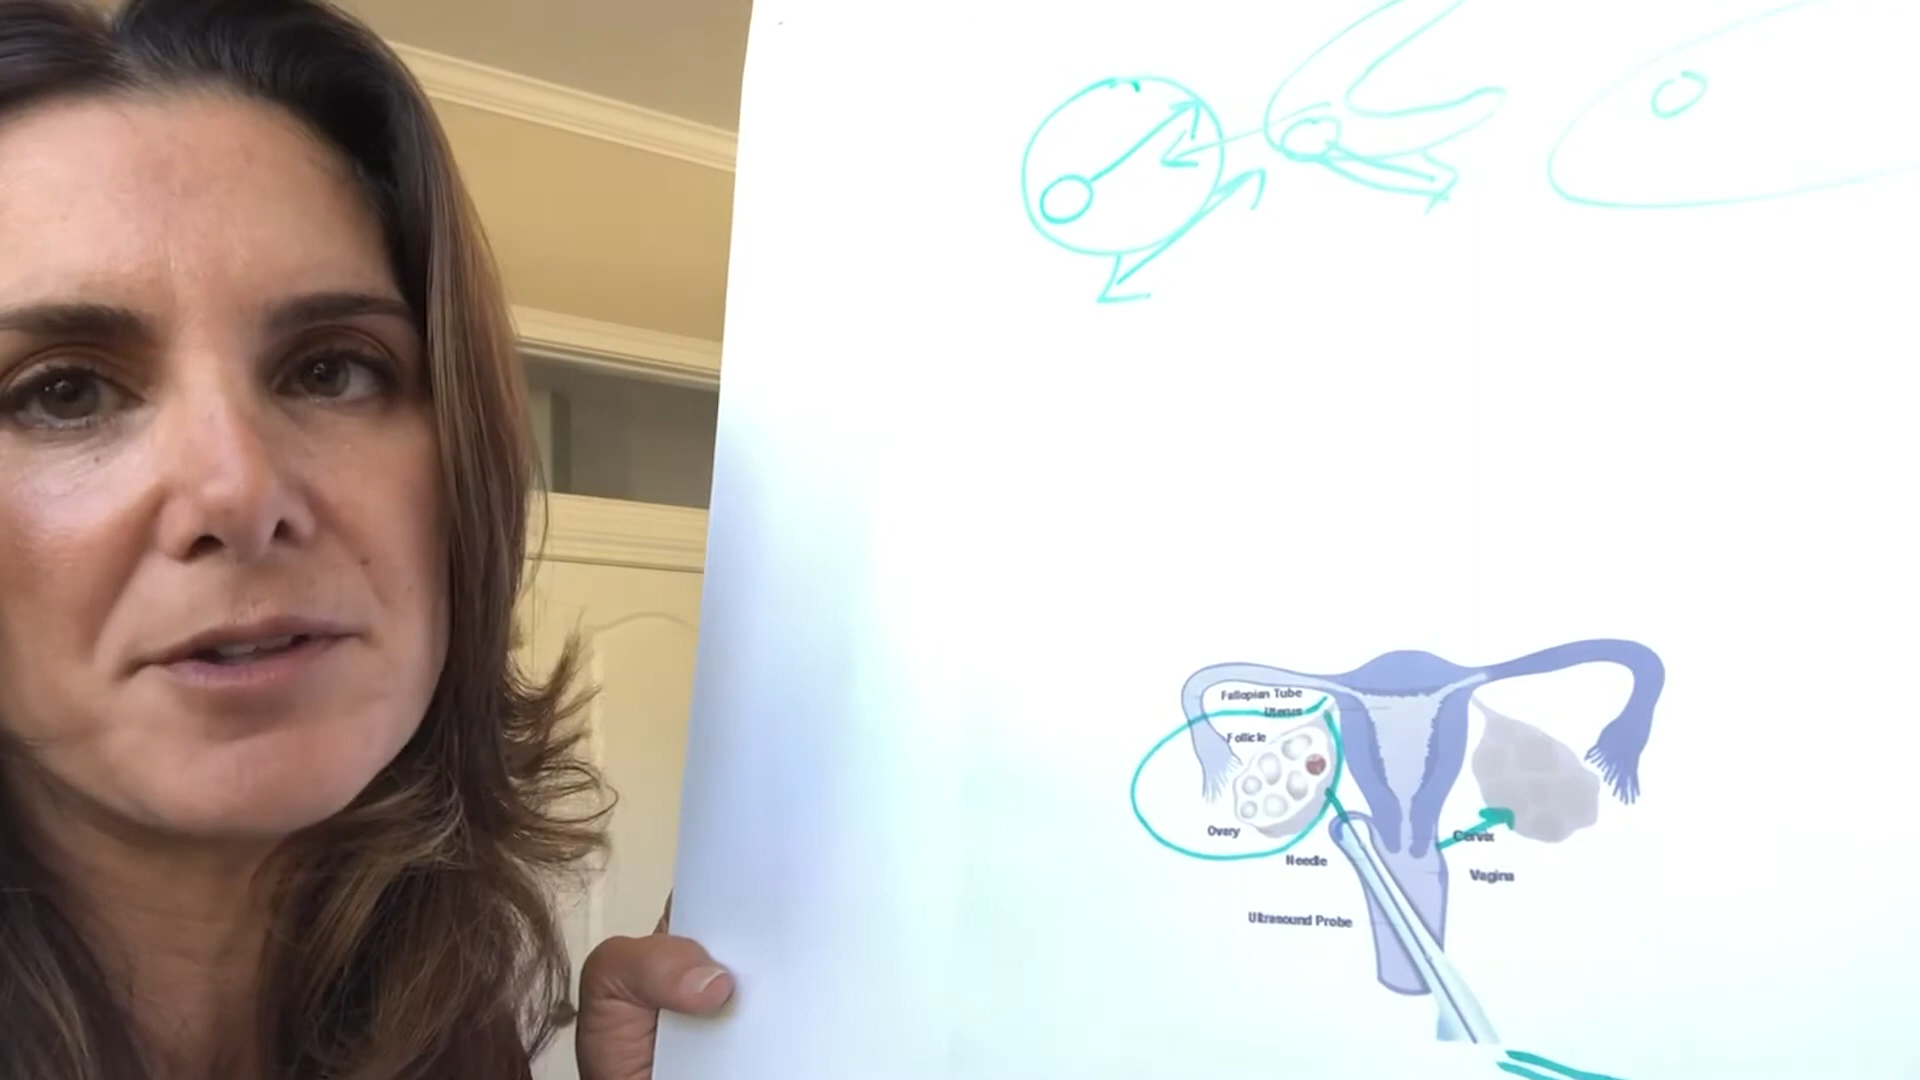 Fallopian Tube
Uterus
Follicle
Ovary
Cervix
Needle
Vagina
Ultrasound Probe